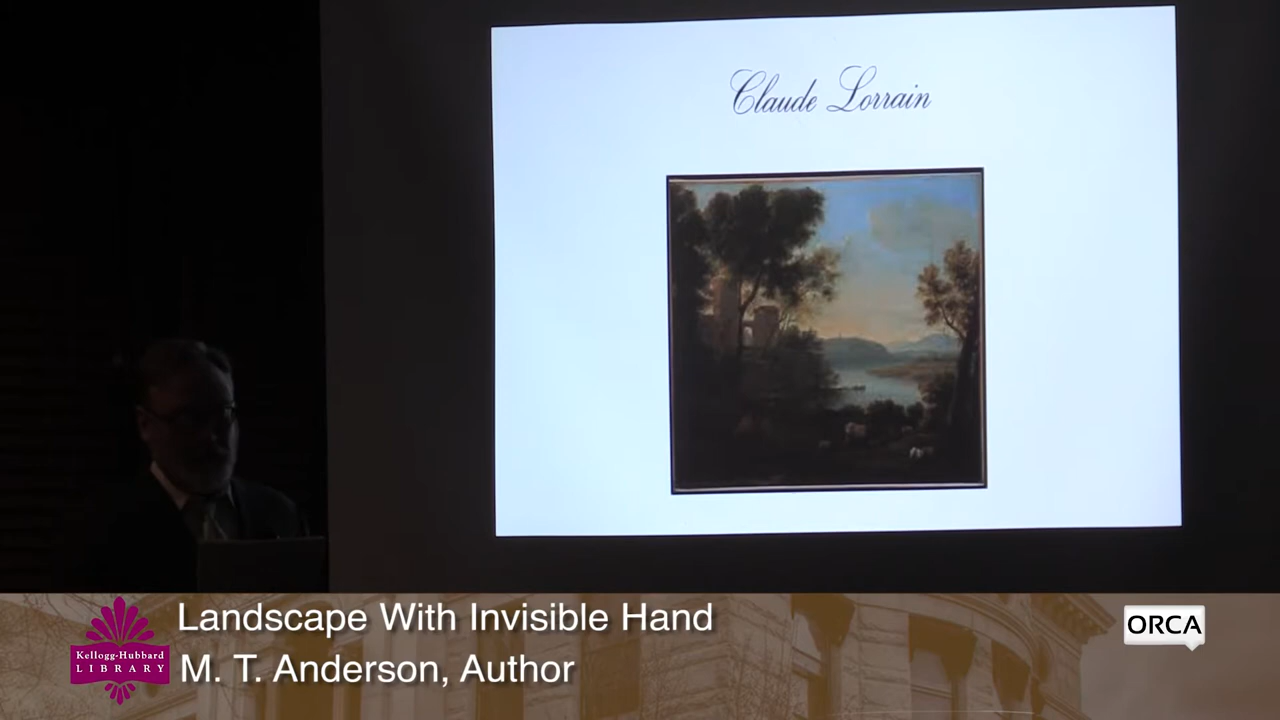 Claude Lorrain
Landscape With Invisible Hand
M. T. Anderson, Author
Kellogg-Hubbard
LIBRARY
ORCA